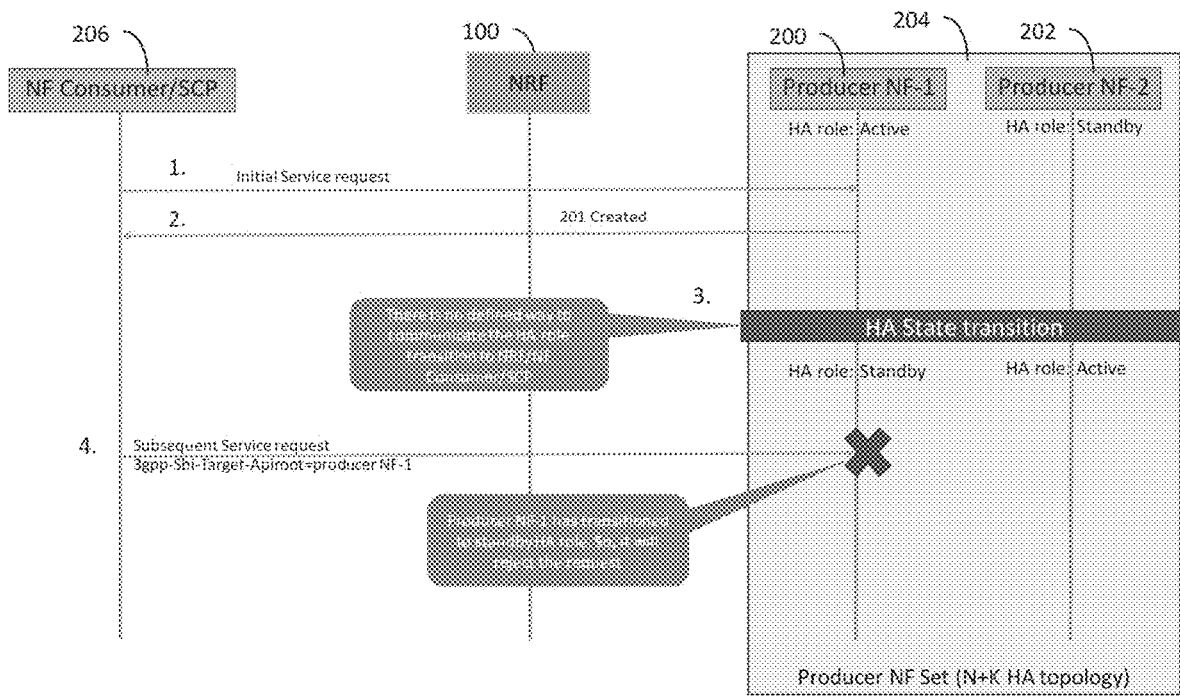 206
100
200
204
202
NF Consumer/SCP
NRF
Producer NF-1
Producer NF-2
HA role: Active
HA role: Standby
1.
Initial Service request
2.
201 Created
3.
HA State transition
HA role: Standby
HA role: Active
4.
Subsequent Service request
3gpp-Sbi-Target-Apiroot=producer NF-1
Producer NF Set (N+K HA topology)